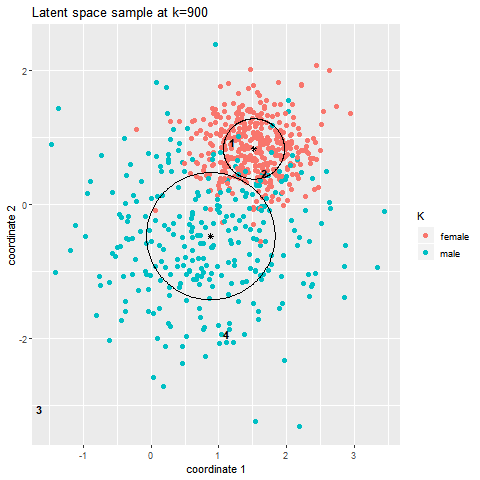 Latent space sample at k=900
2
0
-2
coordinate 2
1
2
4
3
-1
0
1
2
3
coordinate 1
K
female
male